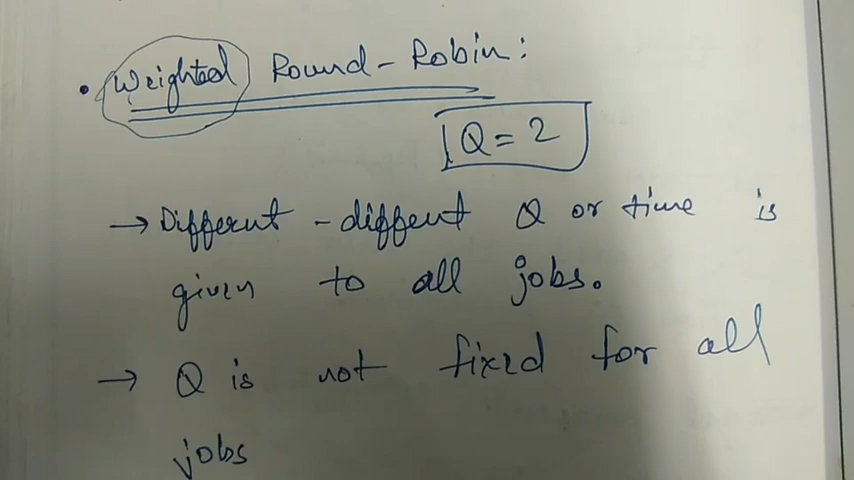 • Weighted Round-Robin:
Q = 2
→ Different - diffent Q or time is
given to all jobs.
→ Q is not fixed for all
jobs